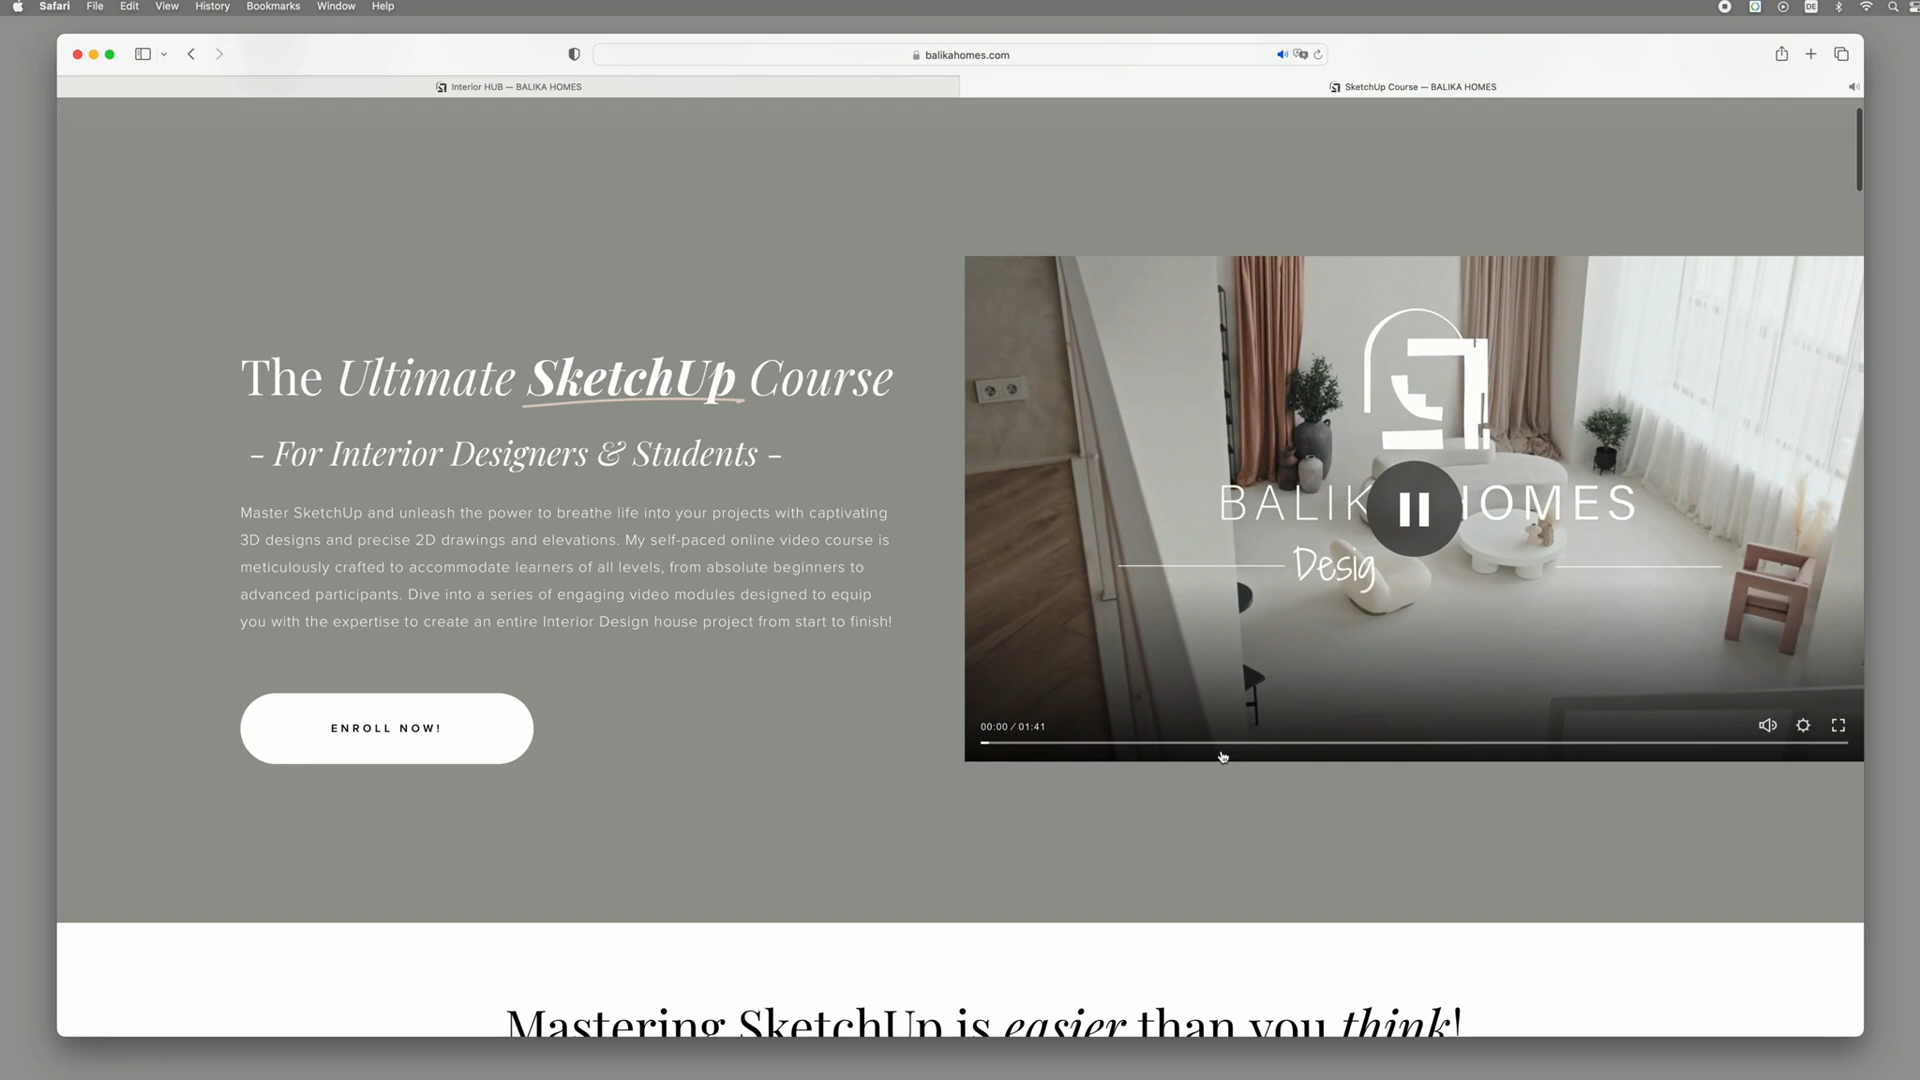 Safari File Edit View History Bookmarks Window Help
DE
balikahomes.com
Interior HUB — BALIKA HOMES
SketchUp Course — BALIKA HOMES
The Ultimate SketchUp Course
– For Interior Designers & Students –
Master SketchUp and unleash the power to breathe life into your projects with captivating
3D designs and precise 2D drawings and elevations. My self-paced online video course is
meticulously crafted to accommodate learners of all levels, from absolute beginners to
advanced participants. Dive into a series of engaging video modules designed to equip
you with the expertise to create an entire Interior Design house project from start to finish!
ENROLL NOW!
BALIK HOMES
Desig
00:00 / 01:41
Mastering SketchUp is easier than you think!